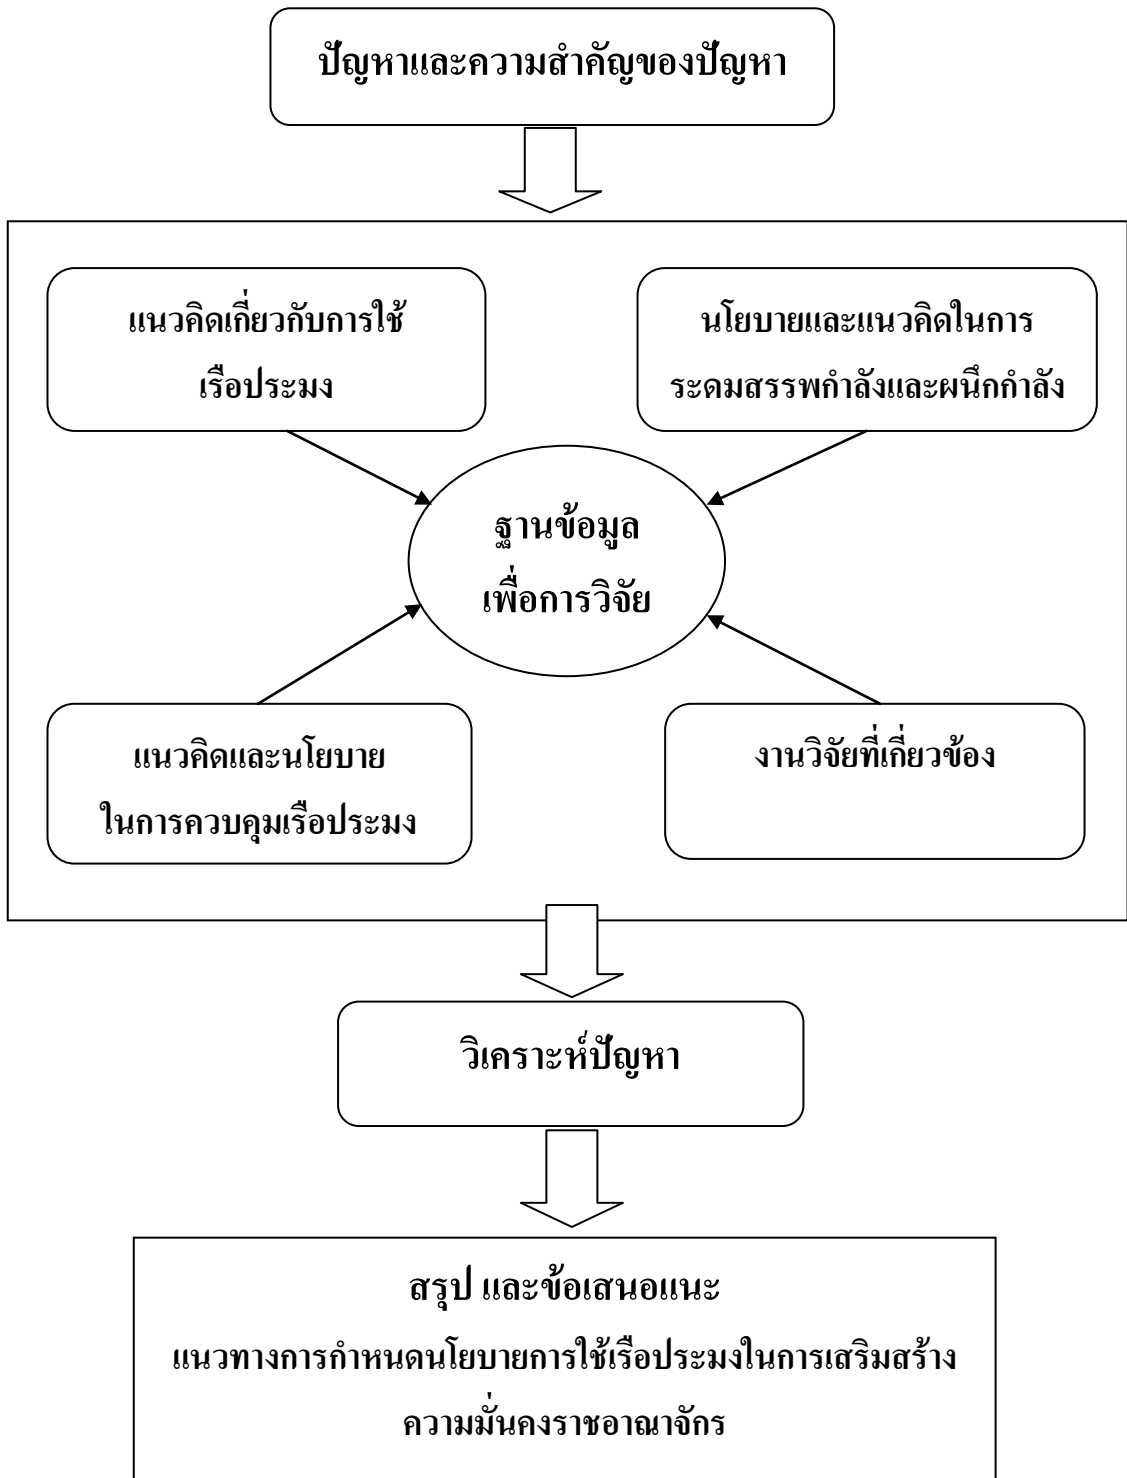 ปัญหาและความสำคัญของปัญหา
แนวคิดเกี่ยวกับการใช้
เรือประมง
นโยบายและแนวคิดในการ
ระดมสรรพกำลังและผนึกกำลัง
ฐานข้อมูล
เพื่อการวิจัย
แนวคิดและนโยบาย
ในการควบคุมเรือประมง
งานวิจัยที่เกี่ยวข้อง
วิเคราะห์ปัญหา
สรุป และข้อเสนอแนะ
แนวทางการกำหนดนโยบายการใช้เรือประมงในการเสริมสร้าง
ความมั่นคงราชอาณาจักร